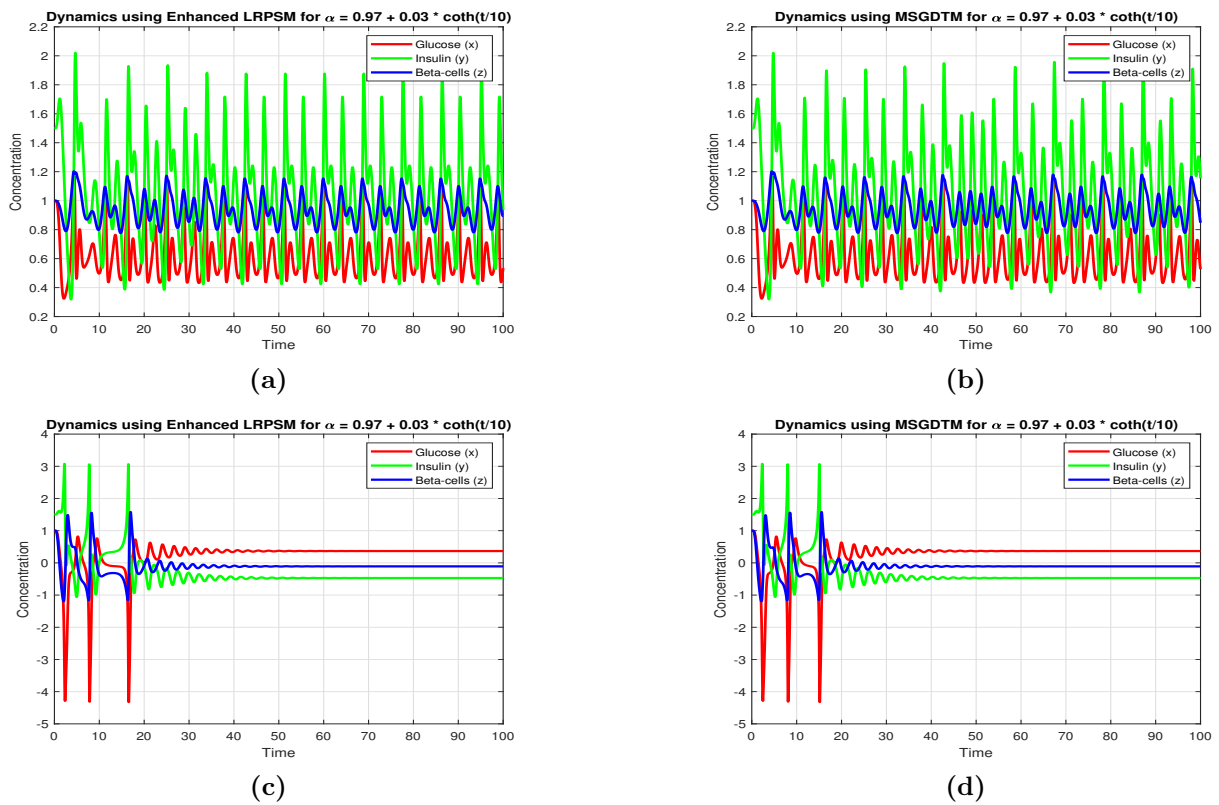 Dynamics using Enhanced LRPSM for α = 0.97 + 0.03 * coth(t/10)
Glucose (x)
Insulin (y)
Beta-cells (z)
Concentration
2.2
2
1.8
1.6
1.4
1.2
1
0.8
0.6
0.4
0.2
0 10 20 30 40 50 60 70 80 90 100
Time
(a)
Dynamics using MSGDTM for α = 0.97 + 0.03 * coth(t/10)
Glucose (x)
Insulin (y)
Beta-cells (z)
Concentration
2.2
2
1.8
1.6
1.4
1.2
1
0.8
0.6
0.4
0.2
0 10 20 30 40 50 60 70 80 90 100
Time
(b)
Dynamics using Enhanced LRPSM for α = 0.97 + 0.03 * coth(t/10)
Glucose (x)
Insulin (y)
Beta-cells (z)
Concentration
4
3
2
1
0
-1
-2
-3
-4
-5
0 10 20 30 40 50 60 70 80 90 100
Time
(c)
Dynamics using MSGDTM for α = 0.97 + 0.03 * coth(t/10)
Glucose (x)
Insulin (y)
Beta-cells (z)
Concentration
4
3
2
1
0
-1
-2
-3
-4
-5
0 10 20 30 40 50 60 70 80 90 100
Time
(d)